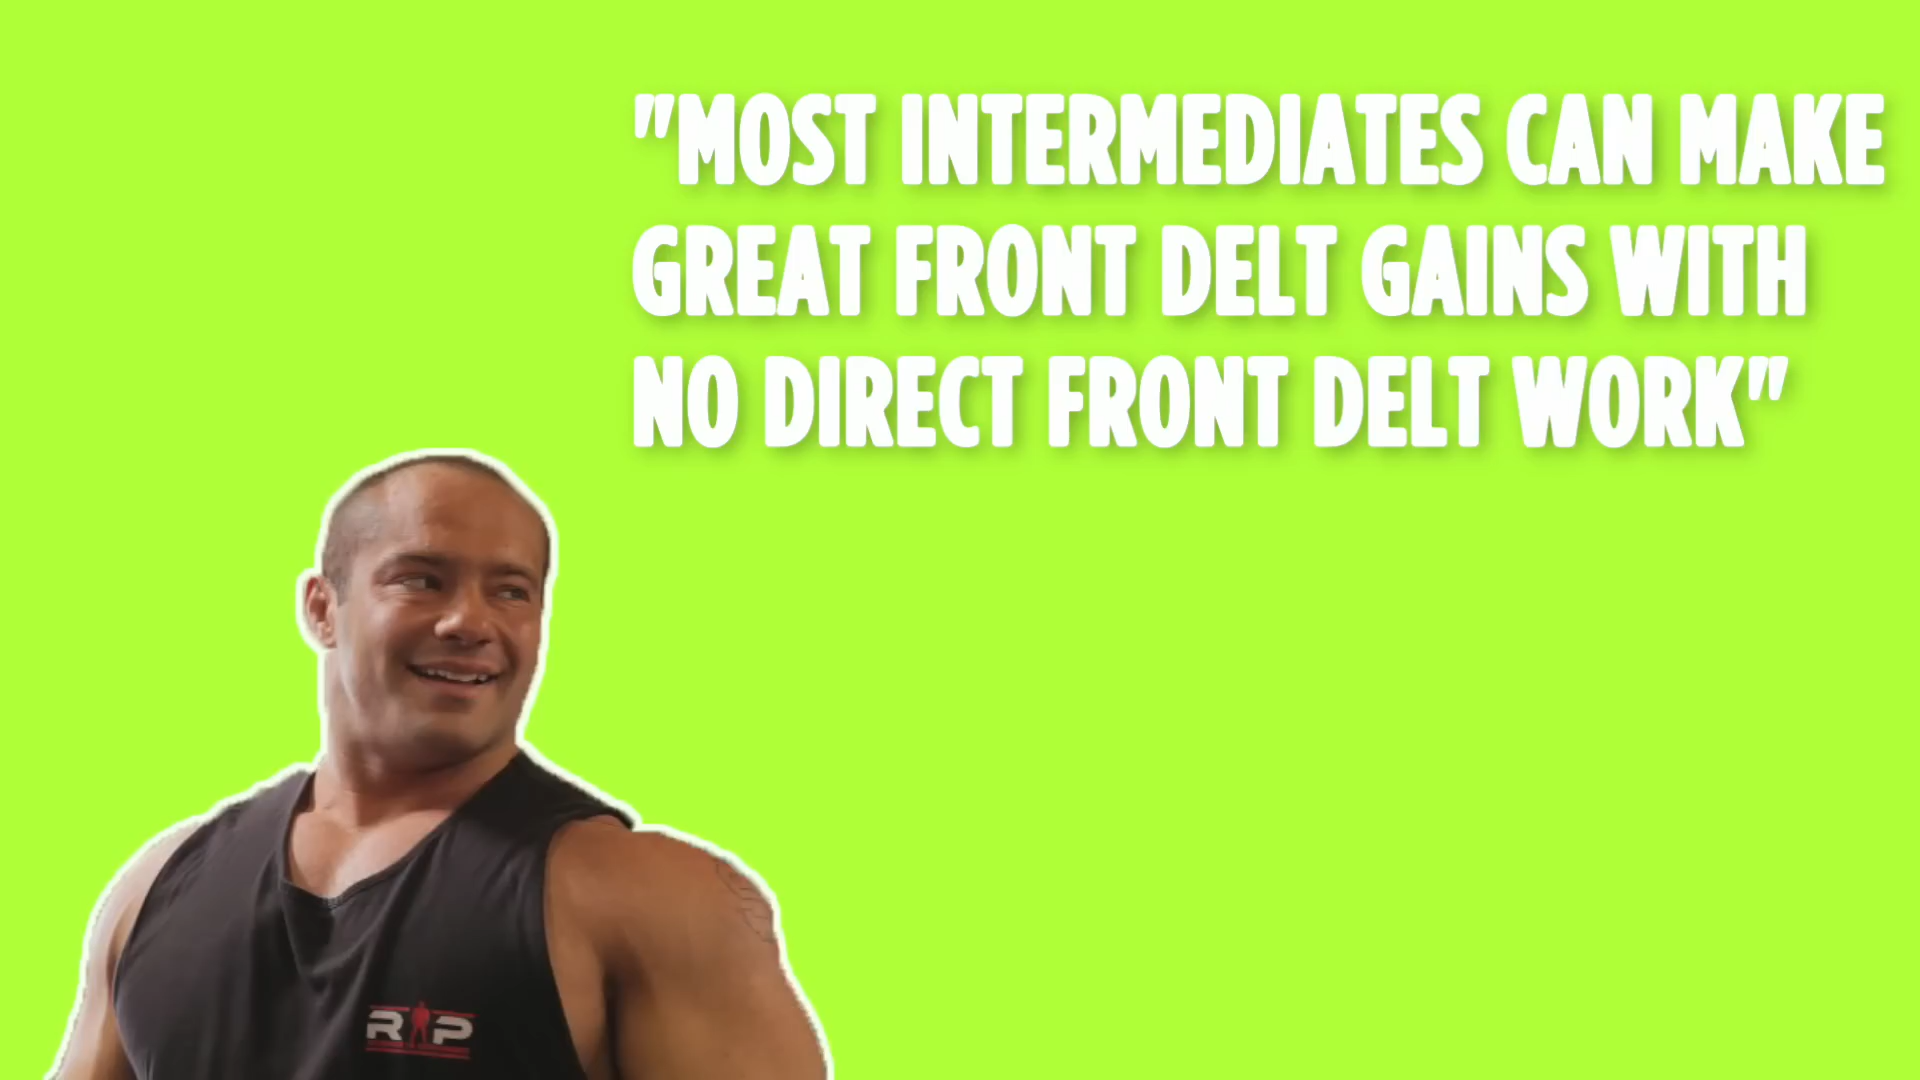 "MOST INTERMEDIATES CAN MAKE
GREAT FRONT DELT GAINS WITH
NO DIRECT FRONT DELT WORK"
RP